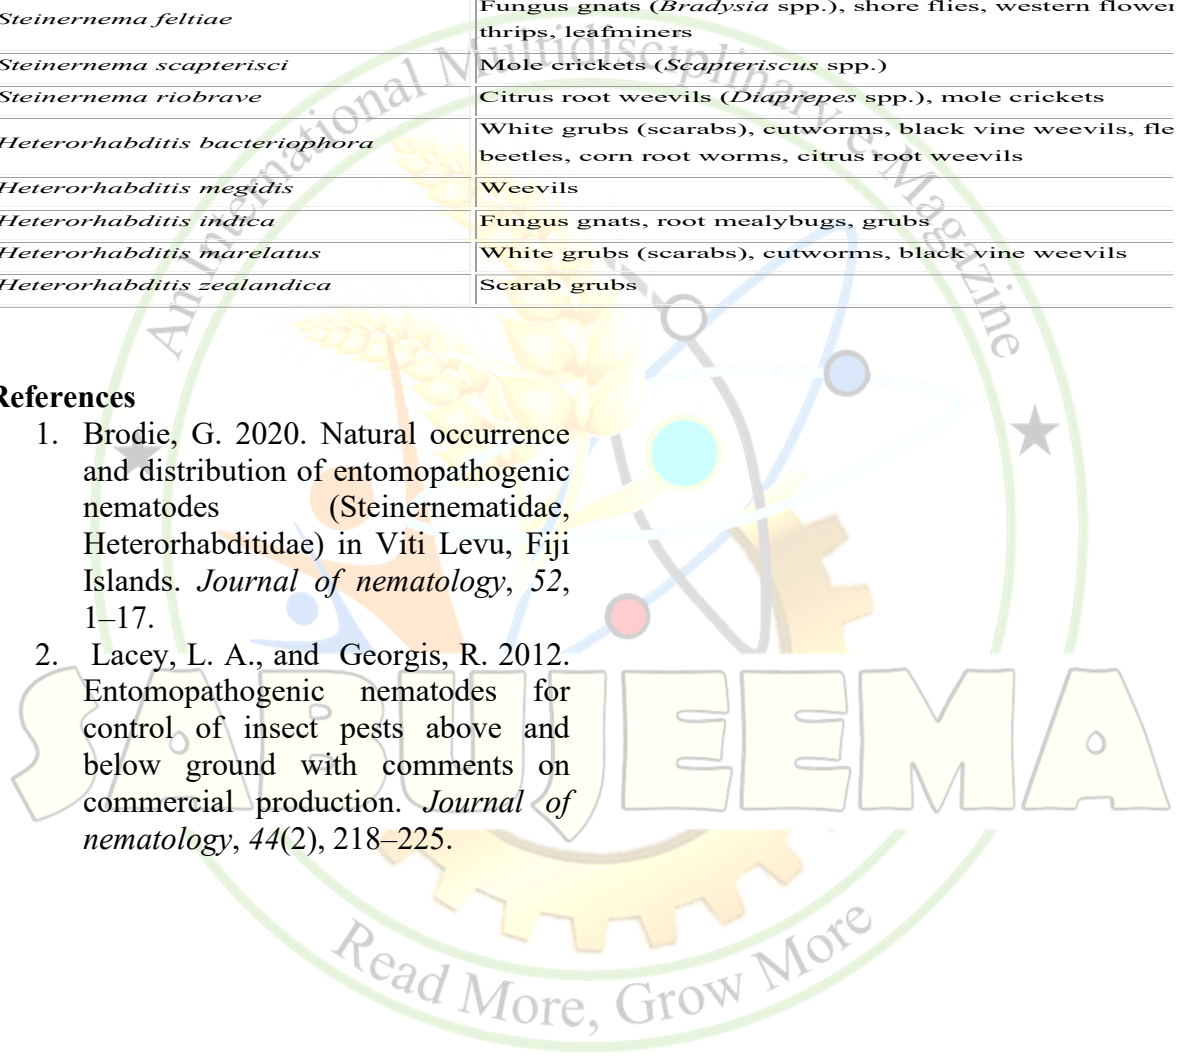 Steinernema feltiae
Fungus gnats (Bradysia spp.), shore flies, western flower
thrips, leafminers
Steinernema scapterisci
Mole crickets (Scapteriscus spp.)
Steinernema riobrave
Citrus root weevils (Diaprepes spp.), mole crickets
Heterorhabditis bacteriophora
White grubs (scarabs), cutworms, black vine weevils, fle
beetles, corn root worms, citrus root weevils
Heterorhabditis megidis
Weevils
Heterorhabditis indica
Fungus gnats, root mealybugs, grubs
Heterorhabditis marelatus
White grubs (scarabs), cutworms, black vine weevils
Heterorhabditis zealandica
Scarab grubs
An International Multidisciplinary e-Magazine
References
1. Brodie, G. 2020. Natural occurrence
and distribution of entomopathogenic
nematodes (Steinernematidae,
Heterorhabditidae) in Viti Levu, Fiji
Islands. Journal of nematology, 52,
1–17.
2. Lacey, L. A., and Georgis, R. 2012.
Entomopathogenic nematodes for
control of insect pests above and
below ground with comments on
commercial production. Journal of
nematology, 44(2), 218–225.
SABUJEEMA
Read More, Grow More